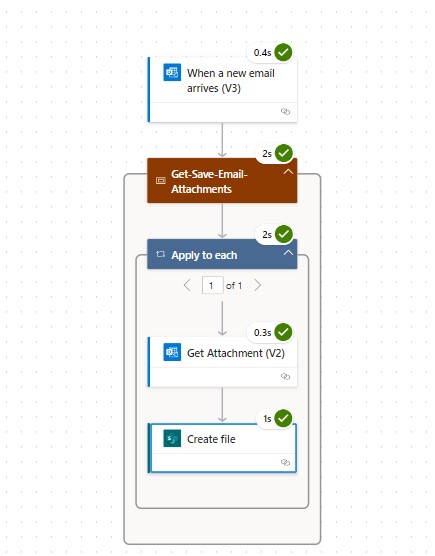 0.4s
When a new email
arrives (V3)
2s
Get-Save-Email-
Attachments
2s
Apply to each
1 of 1
0.3s
Get Attachment (V2)
1s
Create file